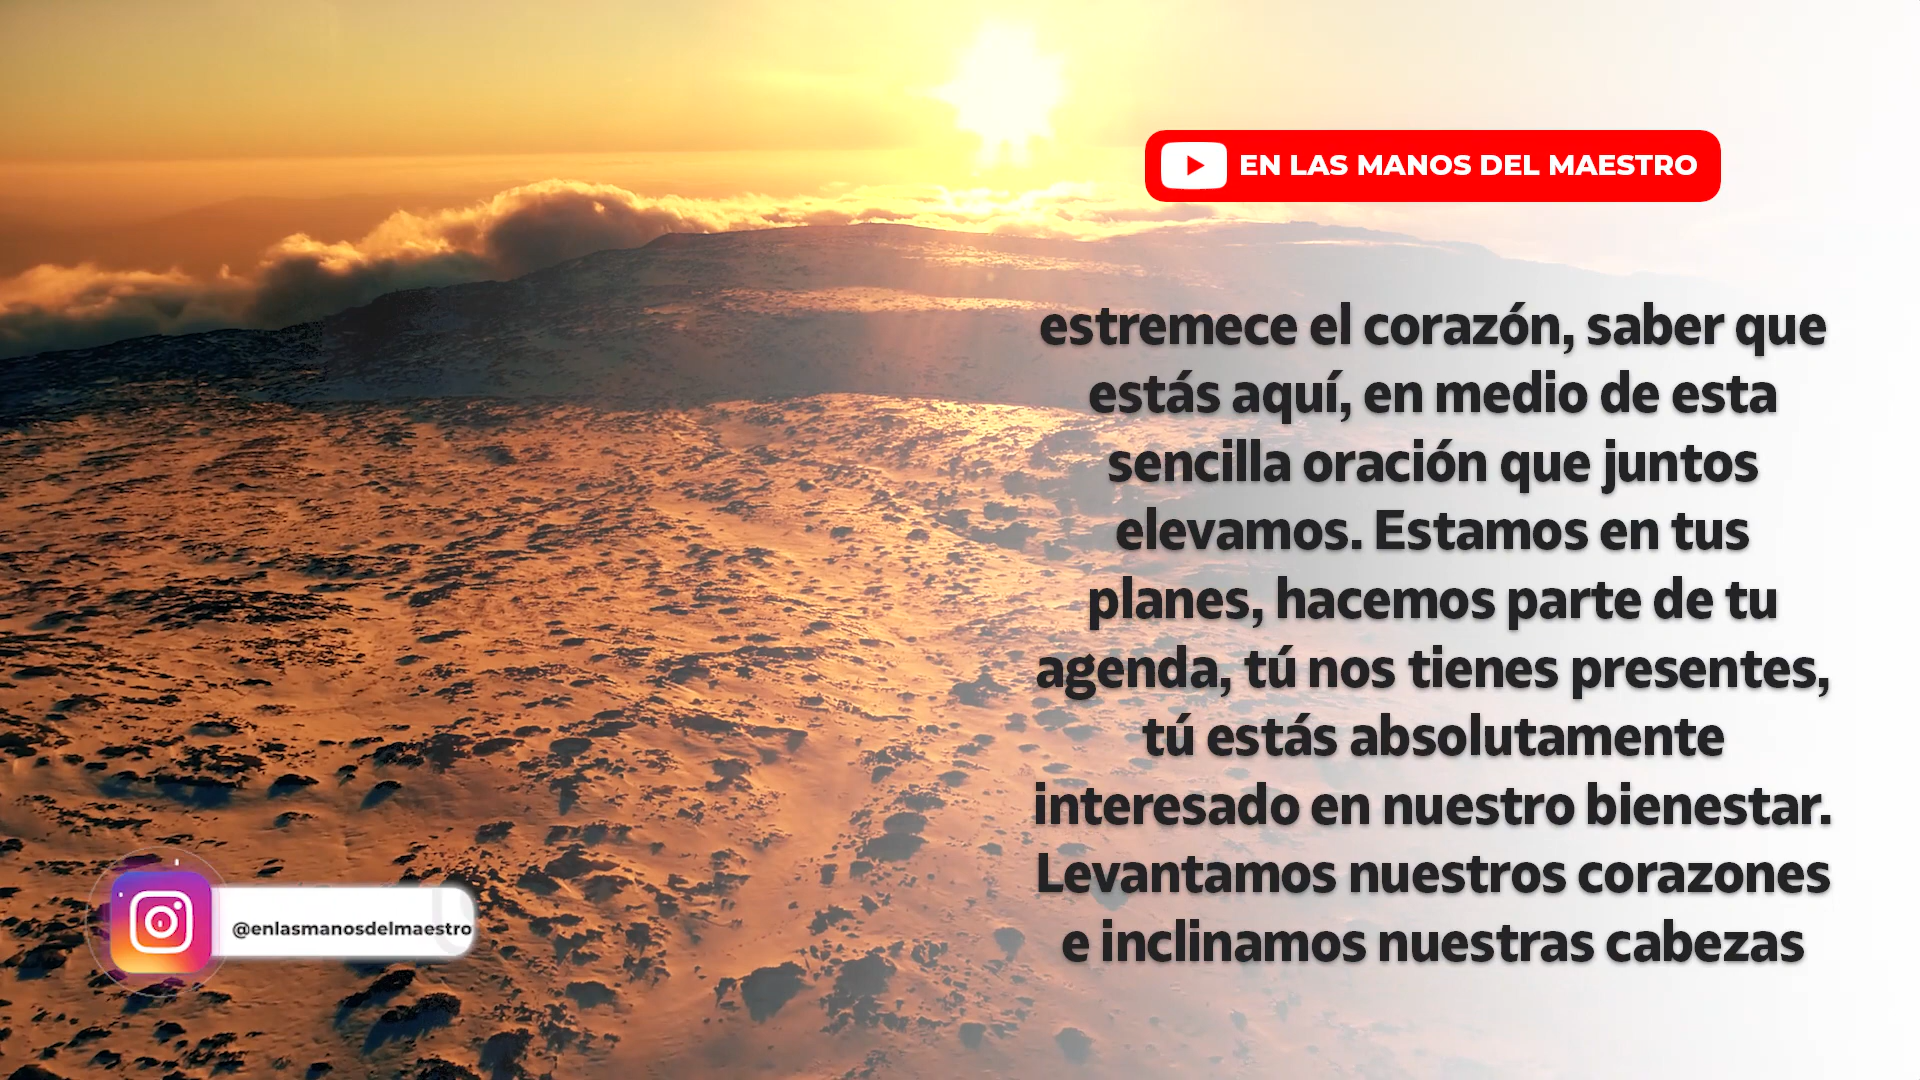 EN LAS MANOS DEL MAESTRO
estremece el corazón, saber que
estás aquí, en medio de esta
sencilla oración que juntos
elevamos. Estamos en tus
planes, hacemos parte de tu
agenda, tú nos tienes presentes,
tú estás absolutamente
interesado en nuestro bienestar.
Levantamos nuestros corazones
e inclinamos nuestras cabezas
@enlasmanosdelmaestro